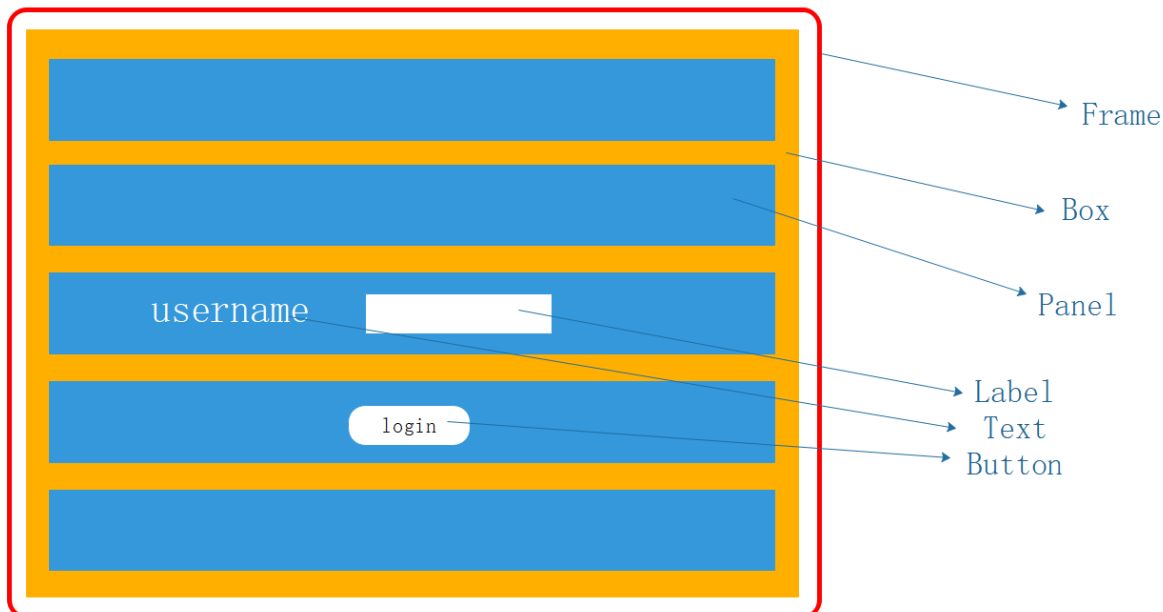 Frame
Box
Panel
username
Label
Text
login
Button